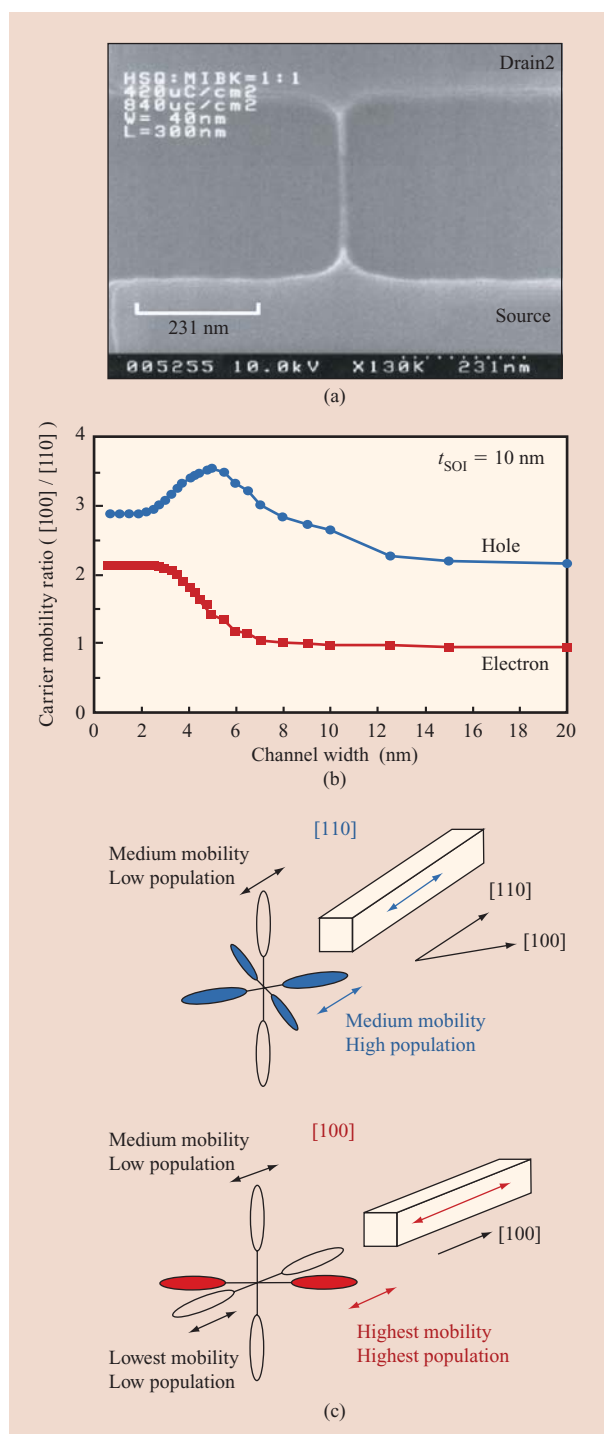 Drain2
HSQ:MIBK=1:1
420uC/cm2
840uc/cm2
W= 40nm
L=300nm
231 nm
Source
005255 10.0kV X130K 231nm
(a)
Carrier mobility ratio ( [100] / [110] )
4
3
2
1
0
tSOI = 10 nm
Hole
Electron
0 2 4 6 8 10 12 14 16 18 20
Channel width (nm)
(b)
[110]
Medium mobility
Low population
[110]
[100]
Medium mobility
High population
[100]
Medium mobility
Low population
[100]
Lowest mobility
Low population
Highest mobility
Highest population
(c)